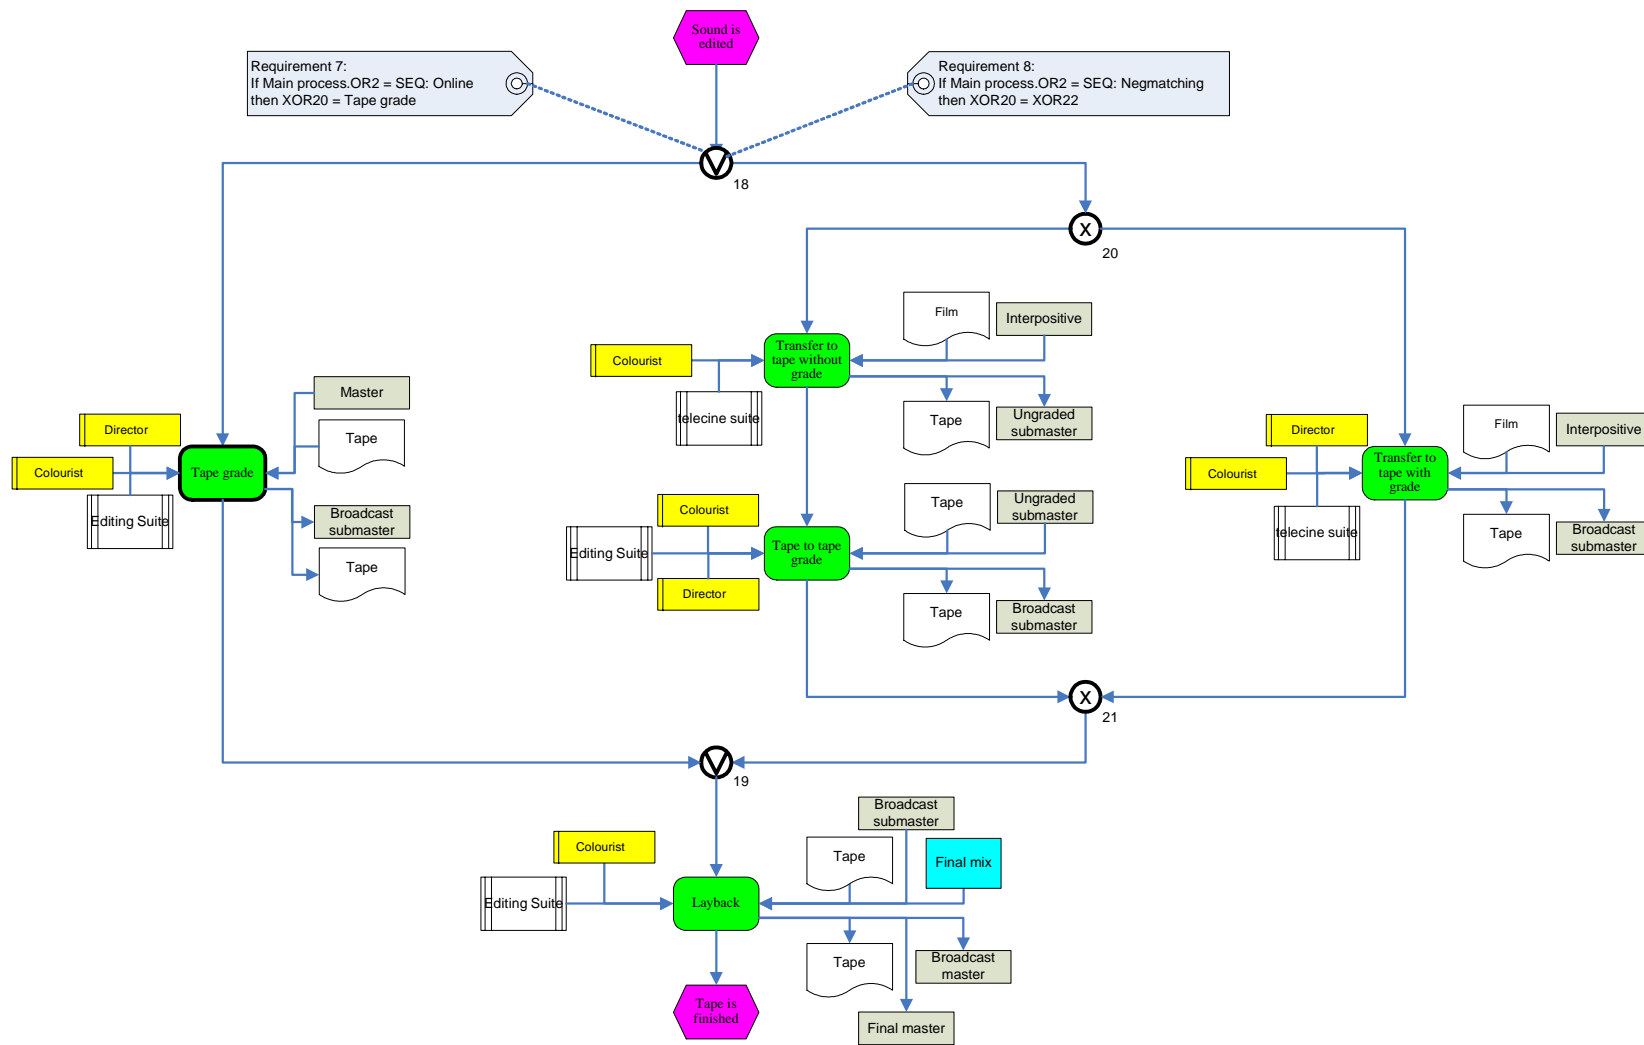 Sound is
edited
Requirement 7:
If Main process.OR2 = SEQ: Online
then XOR20 = Tape grade
Requirement 8:
If Main process.OR2 = SEQ: Negmatching
then XOR20 = XOR22
V
18
X
20
Film
Interpositive
Colourist
Transfer to
tape without
grade
telecine suite
Tape
Ungraded
submaster
Master
Tape
Director
Colourist
Tape grade
Editing Suite
Broadcast
submaster
Tape
Film
Interpositive
Director
Colourist
Transfer to
tape with
grade
telecine suite
Tape
Broadcast
submaster
Tape
Ungraded
submaster
Colourist
Editing Suite
Tape to tape
grade
Director
Tape
Broadcast
submaster
X
21
V
19
Broadcast
submaster
Tape
Final mix
Colourist
Editing Suite
Layback
Tape
Broadcast
master
Tape is
finished
Final master